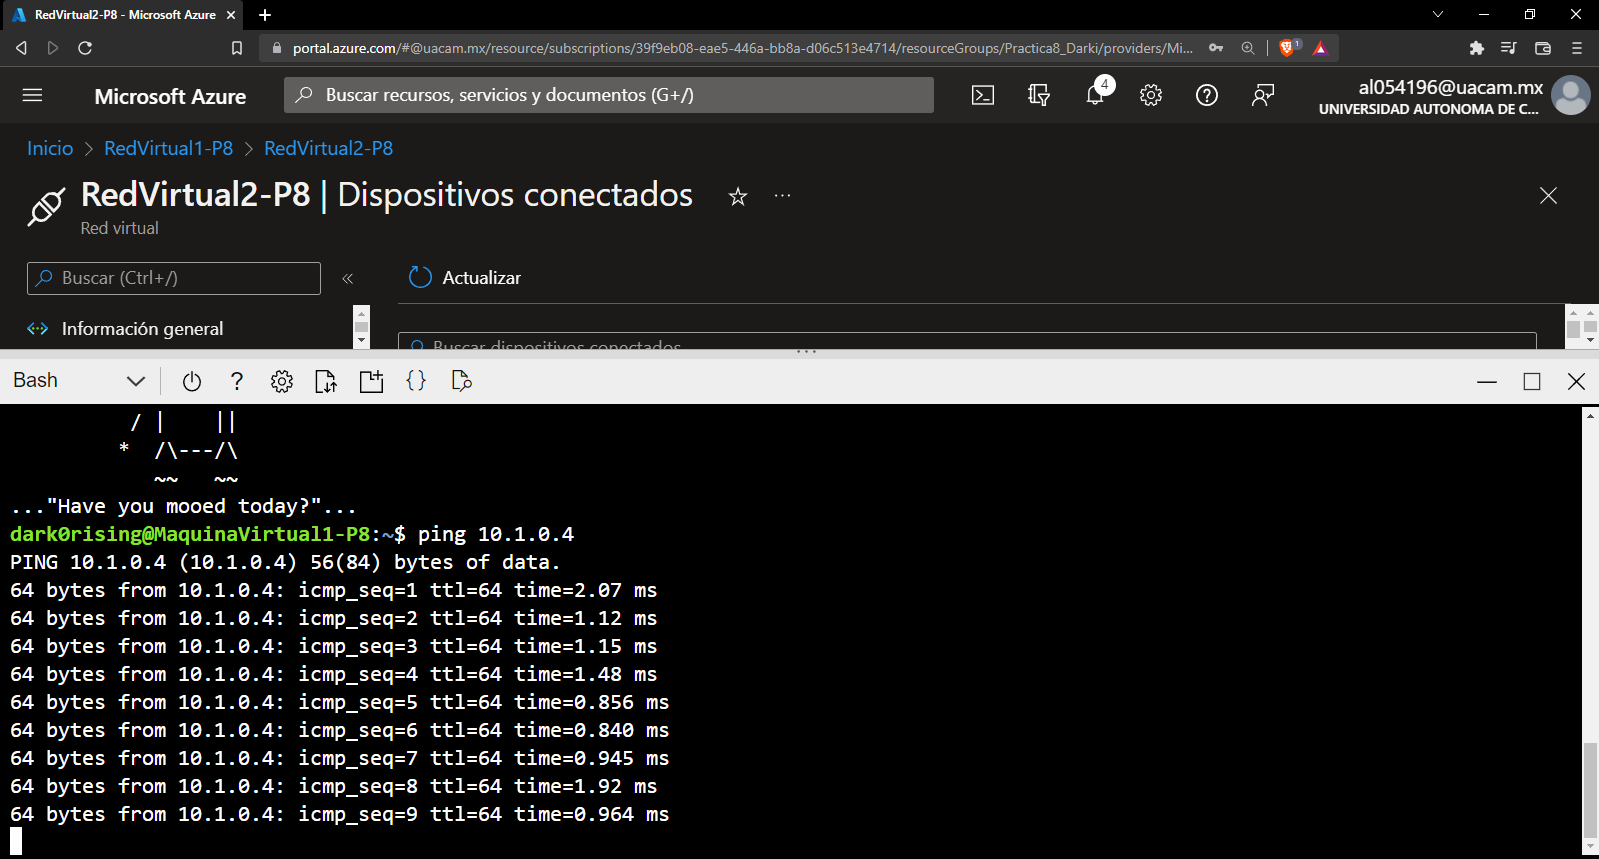 RedVirtual2-P8 - Microsoft Azure
portal.azure.com/#@uacam.mx/resource/subscriptions/39f9eb08-eae5-446a-bb8a-d06c513e4714/resourceGroups/Practica8_Darki/providers/Mi...
1
Microsoft Azure
Buscar recursos, servicios y documentos (G+/)
4
al054196@uacam.mx
UNIVERSIDAD AUTONOMA DE C...
Inicio > RedVirtual1-P8 > RedVirtual2-P8
RedVirtual2-P8 | Dispositivos conectados
Red virtual
Buscar (Ctrl+/)
«
Actualizar
Información general
Buscar dispositivos conectados
Bash
?
{}
/ |    ||
*  /\---/\
~~   ~~
..."Have you mooed today?"...
dark0rising@MaquinaVirtual1-P8:~$ ping 10.1.0.4
PING 10.1.0.4 (10.1.0.4) 56(84) bytes of data.
64 bytes from 10.1.0.4: icmp_seq=1 ttl=64 time=2.07 ms
64 bytes from 10.1.0.4: icmp_seq=2 ttl=64 time=1.12 ms
64 bytes from 10.1.0.4: icmp_seq=3 ttl=64 time=1.15 ms
64 bytes from 10.1.0.4: icmp_seq=4 ttl=64 time=1.48 ms
64 bytes from 10.1.0.4: icmp_seq=5 ttl=64 time=0.856 ms
64 bytes from 10.1.0.4: icmp_seq=6 ttl=64 time=0.840 ms
64 bytes from 10.1.0.4: icmp_seq=7 ttl=64 time=0.945 ms
64 bytes from 10.1.0.4: icmp_seq=8 ttl=64 time=1.92 ms
64 bytes from 10.1.0.4: icmp_seq=9 ttl=64 time=0.964 ms